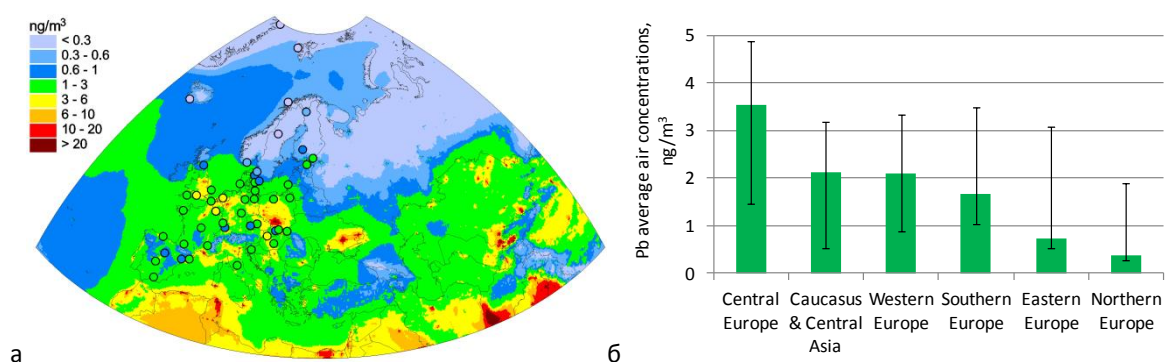 ng/m³
< 0.3
0.3 - 0.6
0.6 - 1
1 - 3
3 - 6
6 - 10
10 - 20
> 20
а
Pb average air concentrations,
ng/m³
5
4
3
2
1
0
Central
Europe
Caucasus
& Central
Asia
Western
Europe
Southern
Europe
Eastern
Europe
Northern
Europe
б